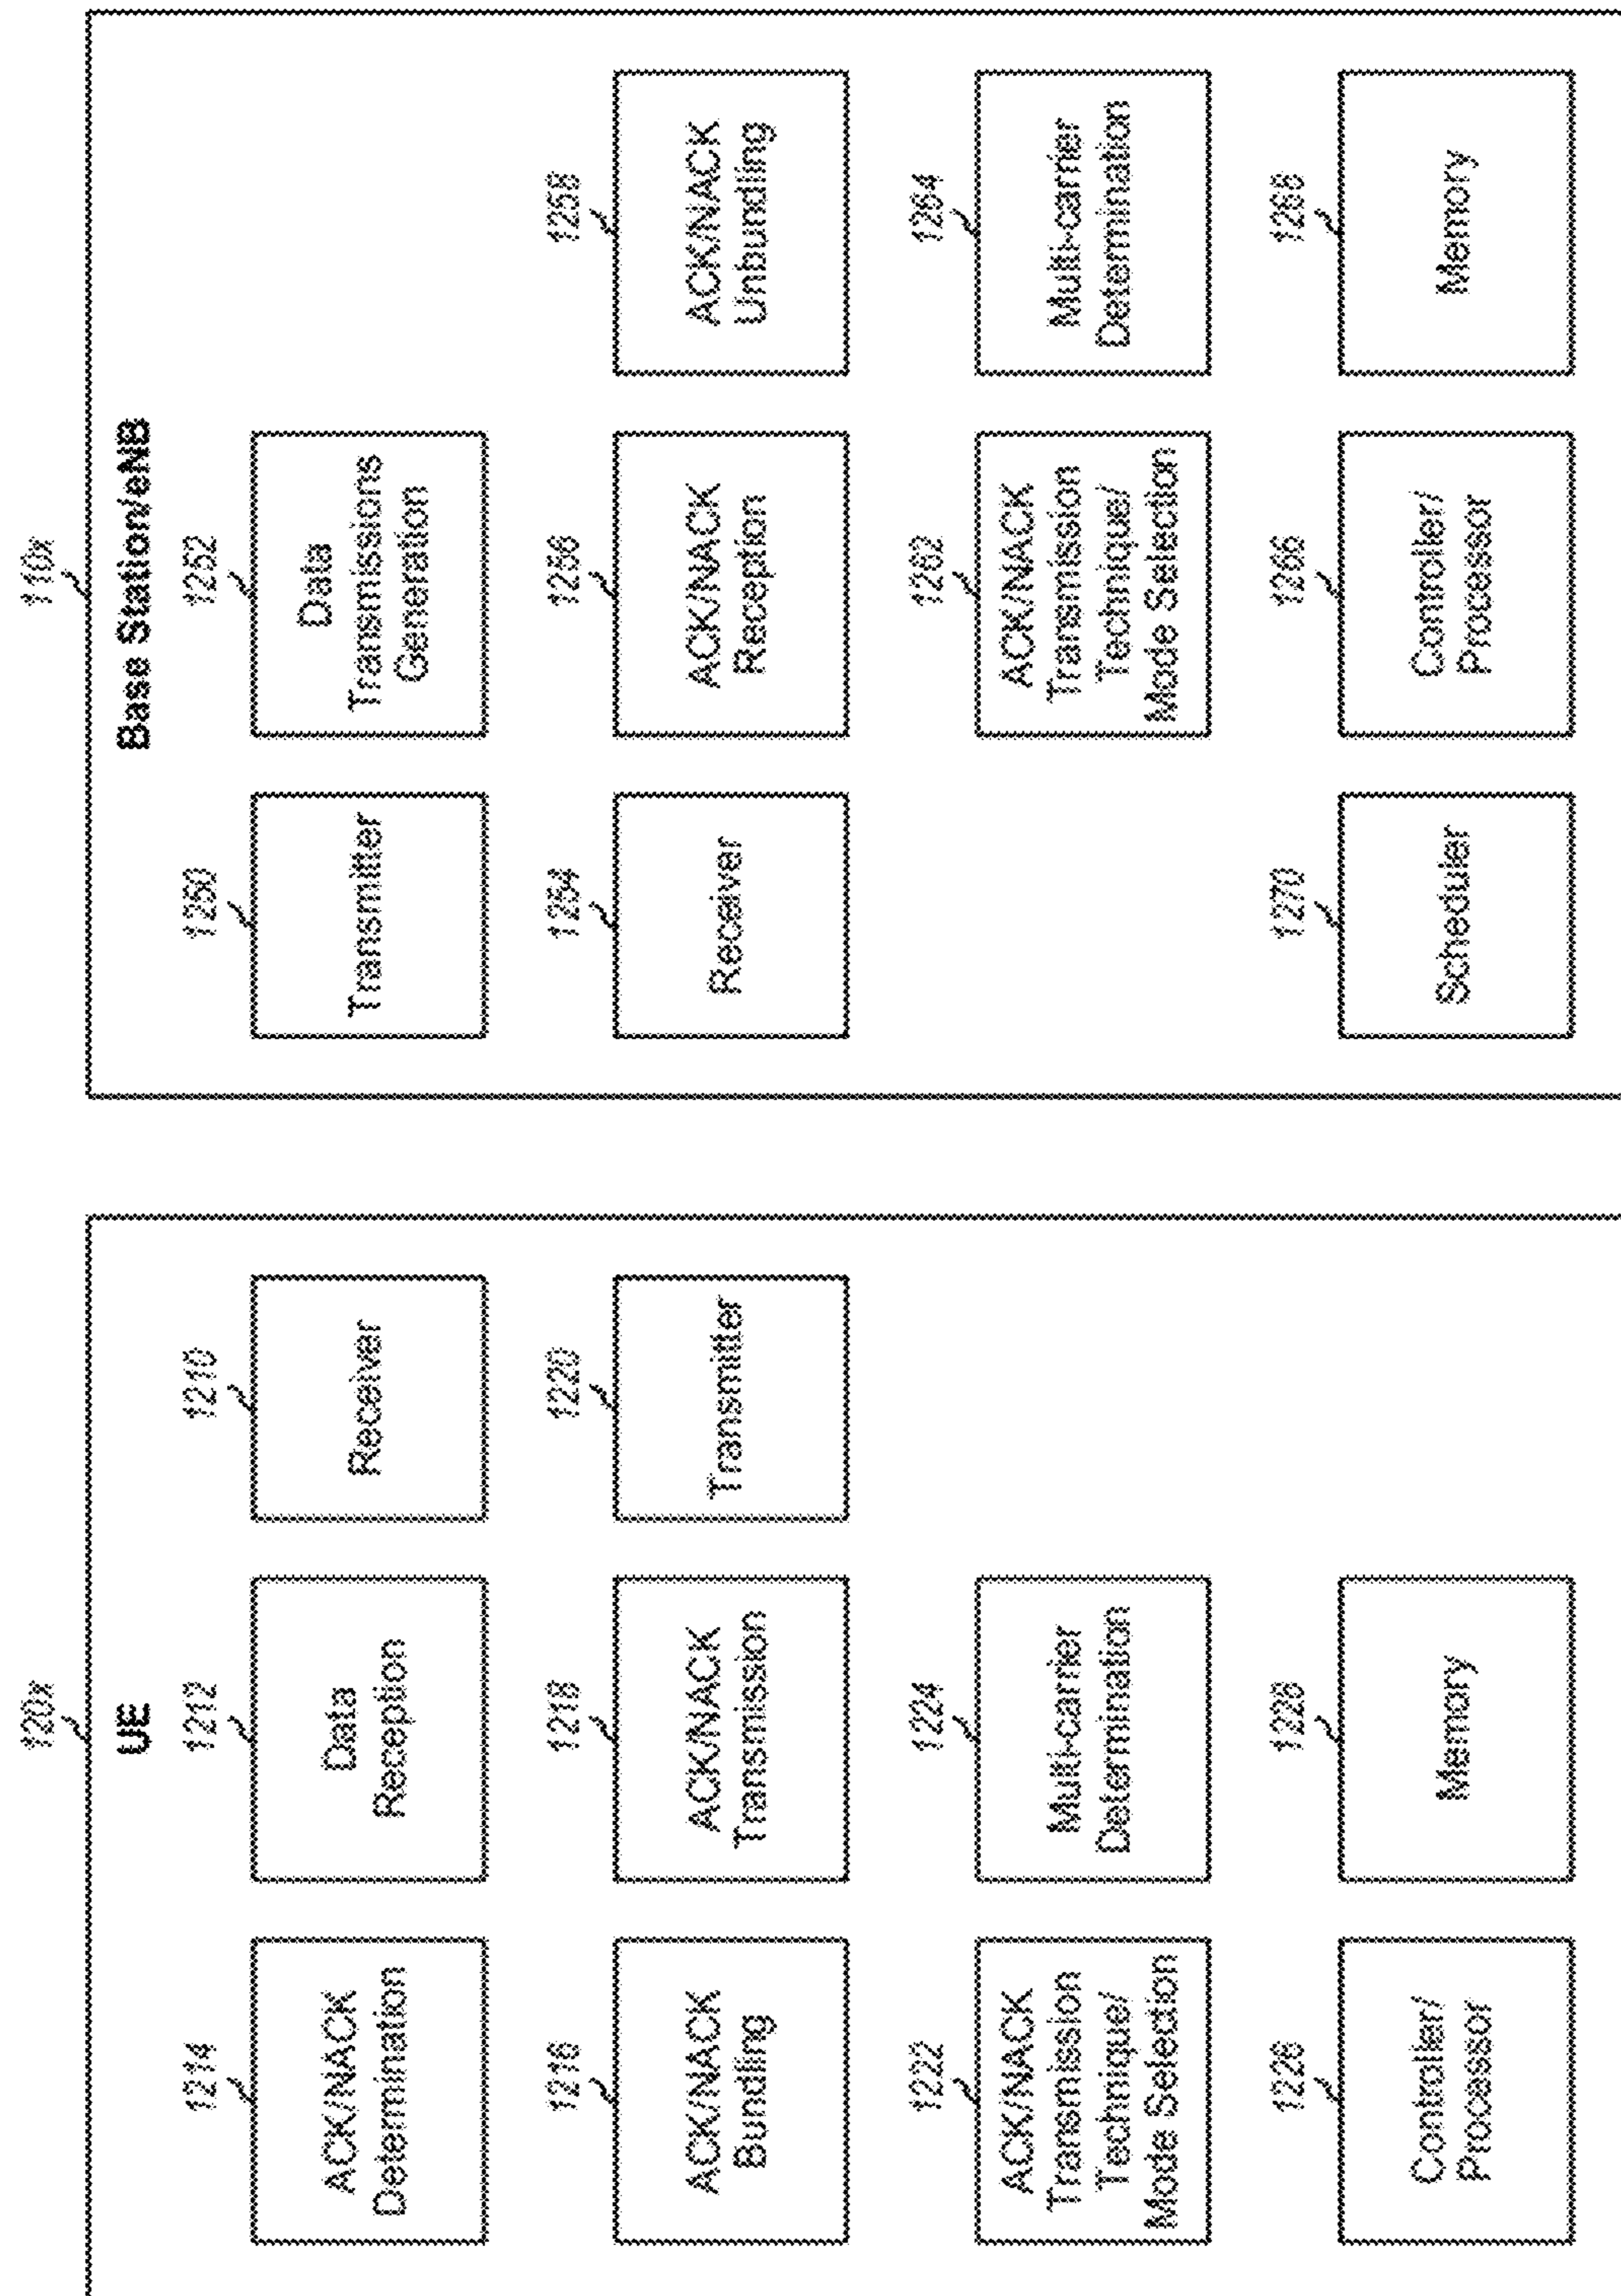 120x
UE
1214
ACK/NACK
Determination
1212
Data
Reception
1210
Receiver
1216
ACK/NACK
Bundling
1218
ACK/NACK
Transmission
1220
Transmitter
1222
ACK/NACK
Transmission
Technique/
Mode Selection
1224
Multi-carrier
Determination
1226
Controller/
Processor
1228
Memory
110x
Base Station/eNB
1250
Transmitter
1252
Data
Transmissions
Generation
1254
Receiver
1256
ACK/NACK
Reception
1258
ACK/NACK
Unbundling
1262
ACK/NACK
Transmission
Technique/
Mode Selection
1264
Multi-carrier
Determination
1270
Scheduler
1266
Controller/
Processor
1268
Memory